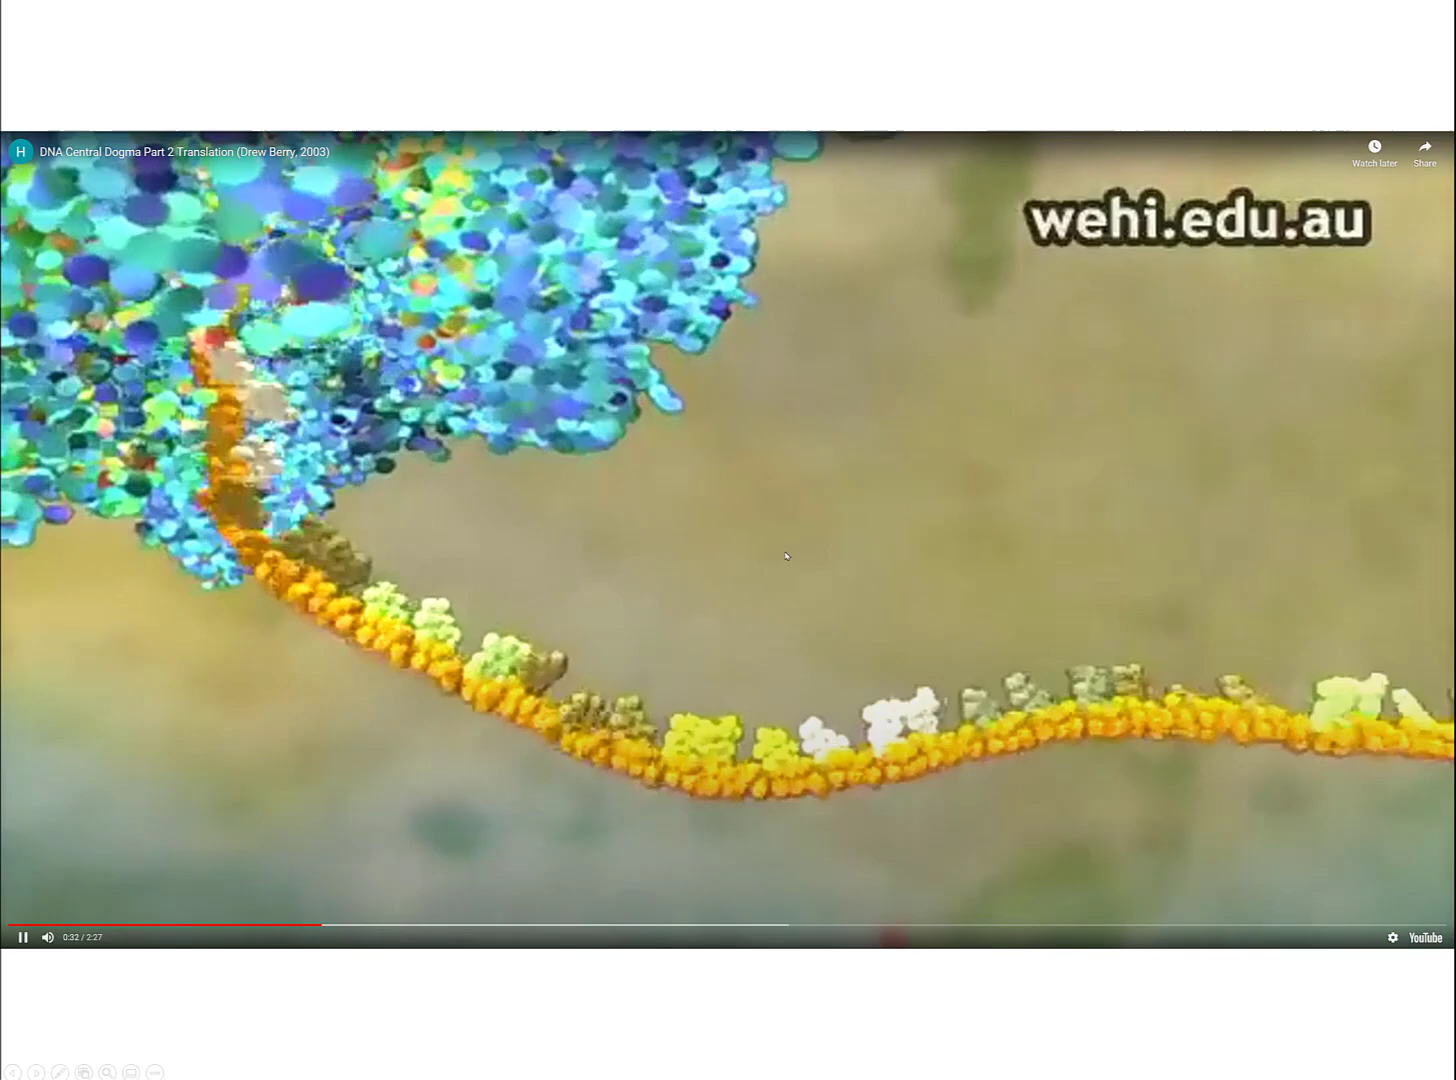 H DNA Central Dogma Part 2 Translation (Drew Berry, 2003)
Watch later
Share
wehi.edu.au
0:32 / 2:27
YouTube